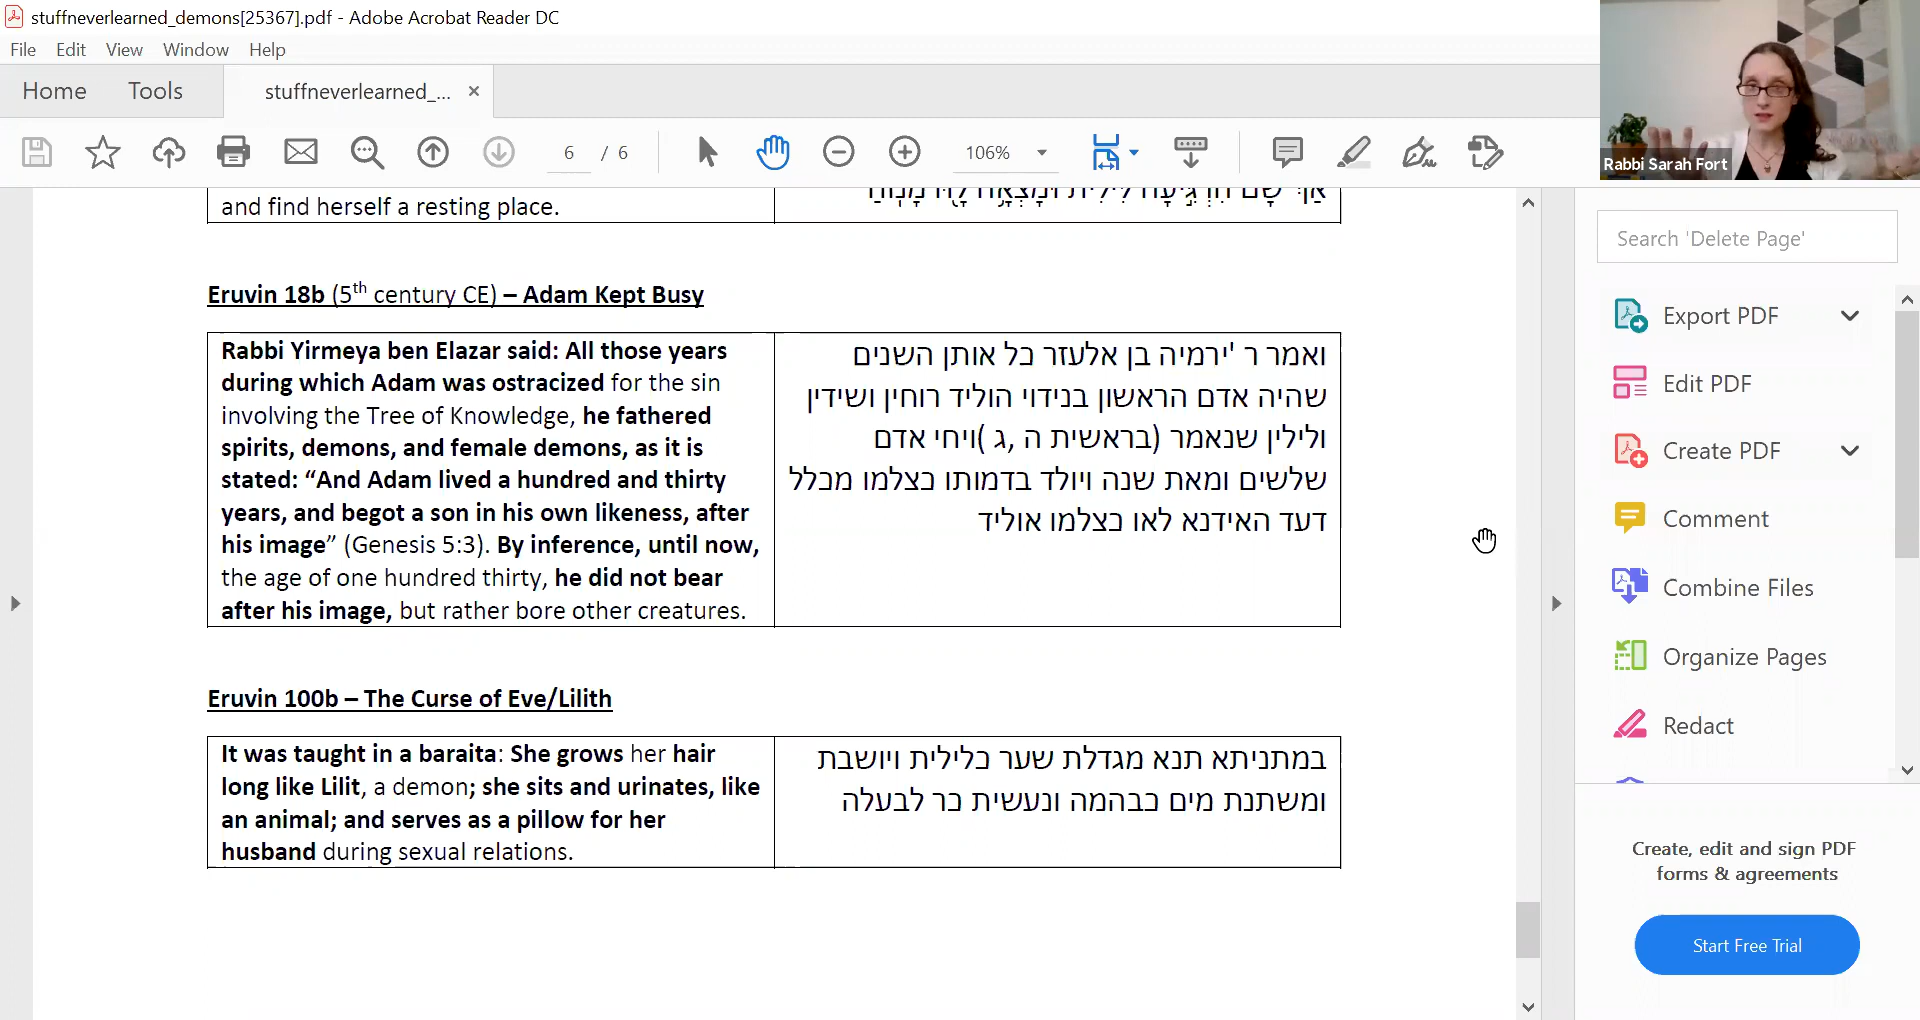 stuffneverlearned_demons[25367].pdf - Adobe Acrobat Reader DC
File Edit View Window Help
Home Tools stuffneverlearned_... ×
6 / 6 106%
Rabbi Sarah Fort
and find herself a resting place.
Eruvin 18b (5th century CE) – Adam Kept Busy
Rabbi Yirmeya ben Elazar said: All those years
during which Adam was ostracized for the sin
involving the Tree of Knowledge, he fathered
spirits, demons, and female demons, as it is
stated: “And Adam lived a hundred and thirty
years, and begot a son in his own likeness, after
his image” (Genesis 5:3). By inference, until now,
the age of one hundred thirty, he did not bear
after his image, but rather bore other creatures.
ואמר ר 'ירמיה בן אלעזר כל אותן השנים
שהיה אדם הראשון בנידוי הוליד רוחין ושידין
ולילין שנאמר (בראשית ה ,ג )ויחי אדם
שלשים ומאת שנה ויולד בדמותו כצלמו מכלל
דעד האידנא לאו כצלמו אוליד
Eruvin 100b – The Curse of Eve/Lilith
It was taught in a baraita: She grows her hair
long like Lilit, a demon; she sits and urinates, like
an animal; and serves as a pillow for her
husband during sexual relations.
במתניתא תנא מגדלת שער כלילית ויושבת
ומשתנת מים כבהמה ונעשית כר לבעלה
Search 'Delete Page'
Export PDF
Edit PDF
Create PDF
Comment
Combine Files
Organize Pages
Redact
Create, edit and sign PDF
forms & agreements
Start Free Trial